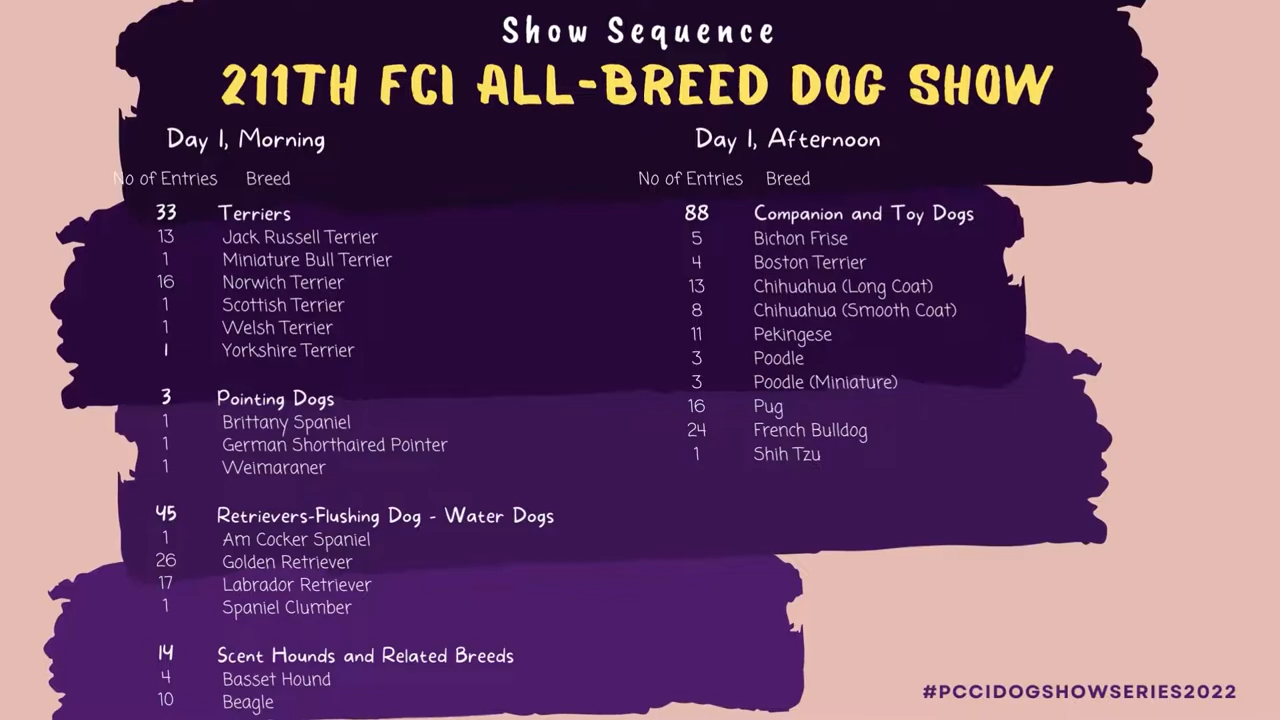 Show Sequence
211TH FCI ALL-BREED DOG SHOW
Day 1, Morning
No of Entries Breed
33 Terriers
13 Jack Russell Terrier
1 Miniature Bull Terrier
16 Norwich Terrier
1 Scottish Terrier
1 Welsh Terrier
1 Yorkshire Terrier
3 Pointing Dogs
1 Brittany Spaniel
1 German Shorthaired Pointer
1 Weimaraner
45 Retrievers-Flushing Dog - Water Dogs
1 Am Cocker Spaniel
26 Golden Retriever
17 Labrador Retriever
1 Spaniel Clumber
14 Scent Hounds and Related Breeds
4 Basset Hound
10 Beagle
Day 1, Afternoon
No of Entries Breed
88 Companion and Toy Dogs
5 Bichon Frise
4 Boston Terrier
13 Chihuahua (Long Coat)
8 Chihuahua (Smooth Coat)
11 Pekingese
3 Poodle
3 Poodle (Miniature)
16 Pug
24 French Bulldog
1 Shih Tzu
#PCCIDOGSHOWSERIES2022